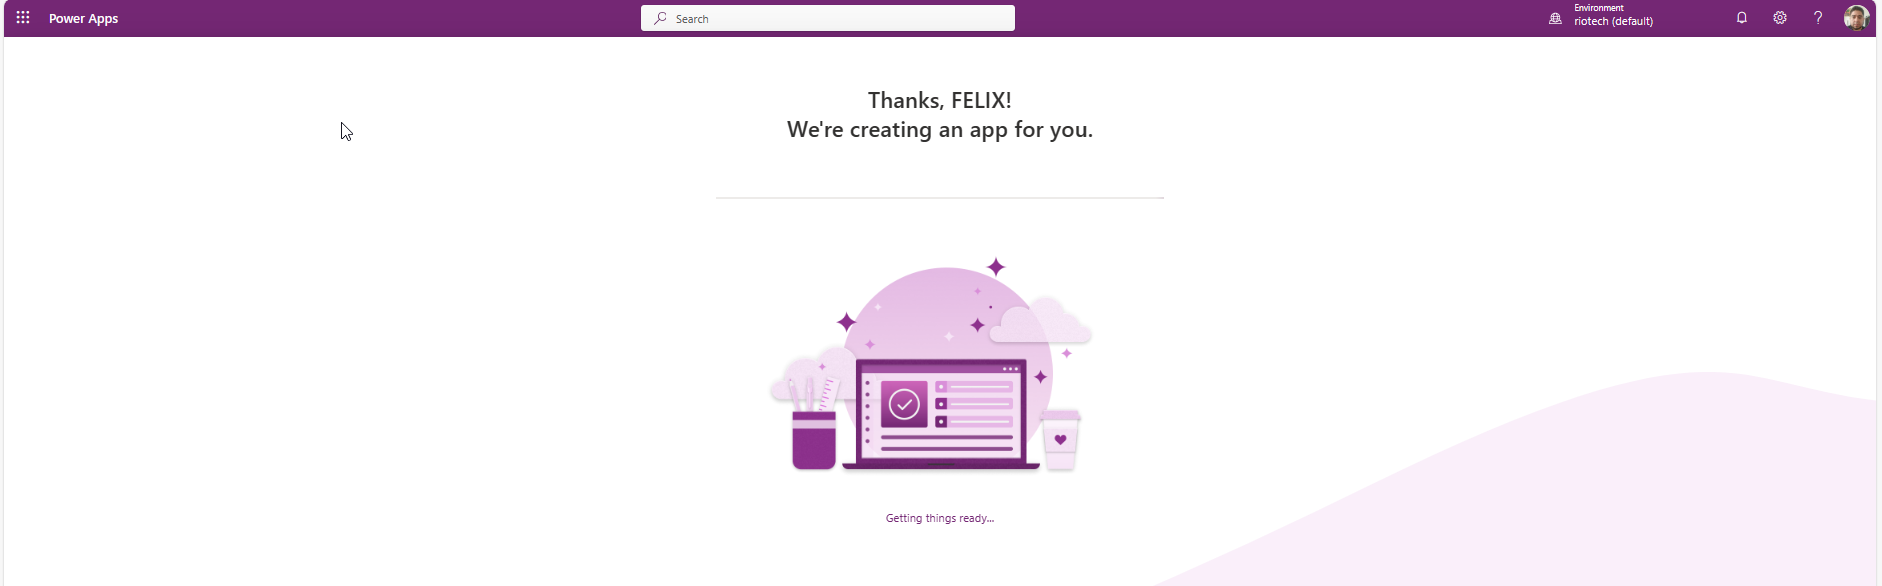 Power Apps
Search
Environment
riotech (default)
Thanks, FELIX!
We're creating an app for you.
Getting things ready...